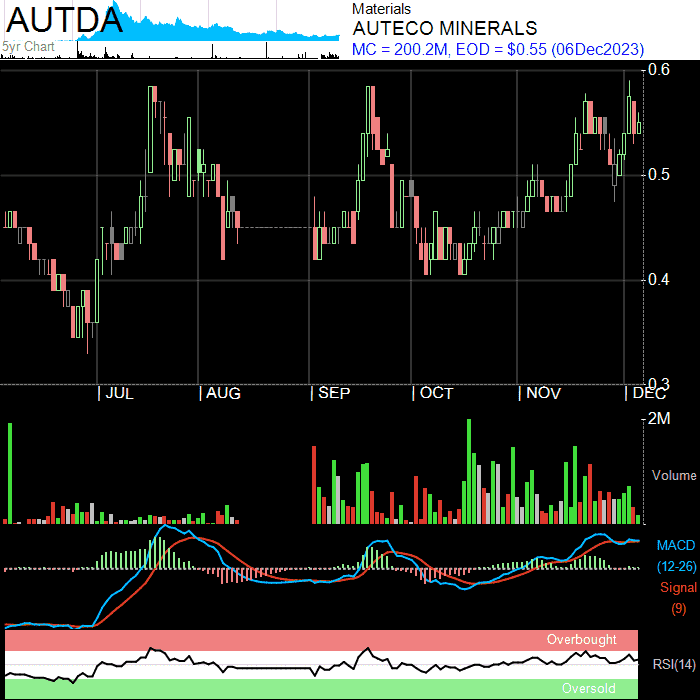 AUTDA
5yr Chart
Materials
AUTECO MINERALS
MC = 200.2M, EOD = $0.55 (06Dec2023)
0.6
0.5
0.4
0.3
| JUL | AUG | SEP | OCT | NOV | DEC
2M
Volume
MACD
(12-26)
Signal
(9)
Overbought
RSI(14)
Oversold